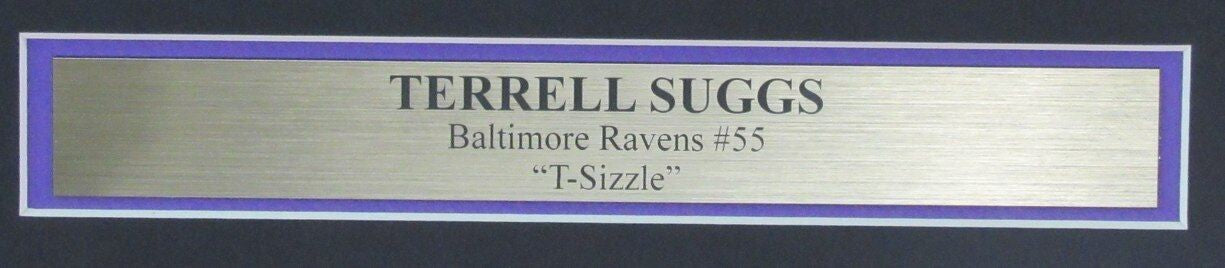 TERRELL SUGGS
Baltimore Ravens #55
“T-Sizzle”